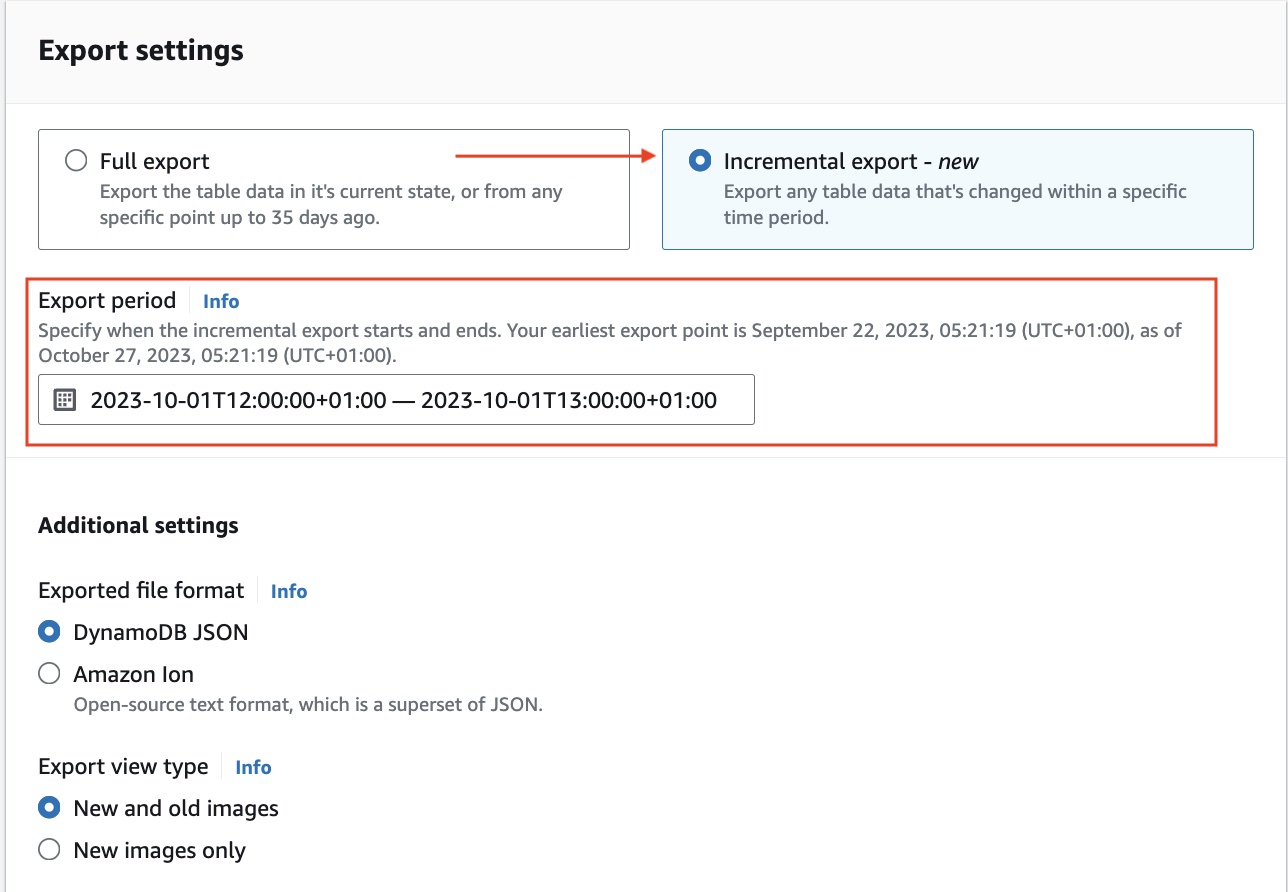 Export settings
Full export
Export the table data in it's current state, or from any
specific point up to 35 days ago.
Incremental export - new
Export any table data that's changed within a specific
time period.
Export period Info
Specify when the incremental export starts and ends. Your earliest export point is September 22, 2023, 05:21:19 (UTC+01:00), as of
October 27, 2023, 05:21:19 (UTC+01:00).
2023-10-01T12:00:00+01:00 — 2023-10-01T13:00:00+01:00
Additional settings
Exported file format Info
DynamoDB JSON
Amazon Ion
Open-source text format, which is a superset of JSON.
Export view type Info
New and old images
New images only